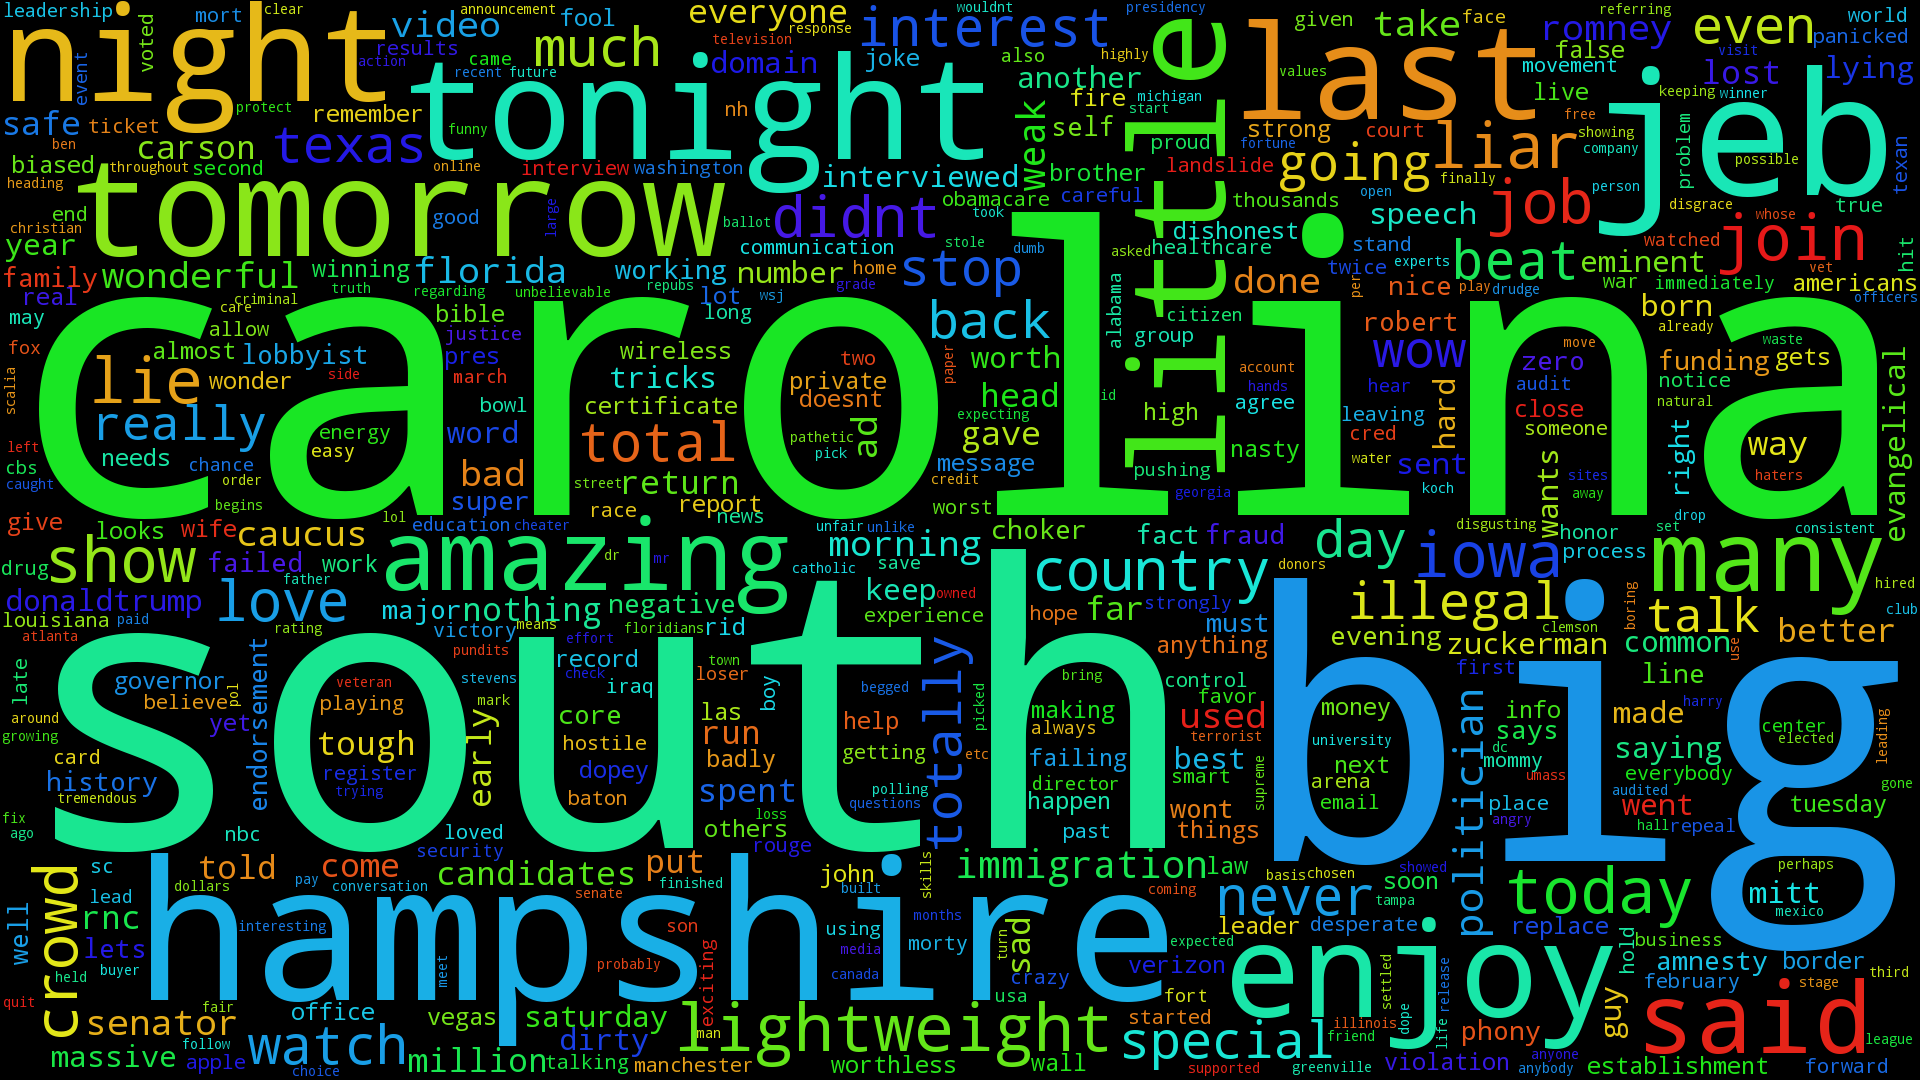 carolina
south
big
hampshire
night
tonight
tomorrow
last
jeb
little
enjoy
amazing
many
said
lightweight
today
country
special
never
show
love
watch
really
lie
total
texas
didnt
join
job
liar
interest
much
even
going
beat
wow
iowa
illegal
talk
day
back
stop
morning
totally
crowd
florida
wonderful
caucus
politician
immigration
million
senator
candidates
massive
leadership
mort
video
fool
everyone
wouldnt
presidency
announcement
response
clear
event
voted
results
action
came
recent
future
television
domain
joke
also
another
highly
given
take
face
romney
referring
false
world
panicked
visit
lost
lying
values
movement
live
keeping
winner
michigan
fire
start
self
weak
strong
court
free
showing
company
problem
possible
texan
safe
ticket
ben
biased
carson
second
throughout
heading
protect
remember
funny
online
nh
interview
washington
interviewed
obamacare
brother
careful
proud
landslide
fortune
thousands
finally
open
person
speech
disgrace
true
end
christian
year
family
real
may
fox
good
large
winning
truth
regarding
unbelievable
working
repubs
number
home
grade
ballot
communication
stole
took
dumb
asked
dishonest
healthcare
stand
twice
experts
eminent
watched
whose
vet
war
immediately
americans
officers
hit
lot
long
wsj
bible
justice
criminal
care
allow
almost
lobbyist
wonder
side
pres
march
wireless
tricks
certificate
bowl
word
two
private
doesnt
paper
worth
head
alabama
group
citizen
id
done
nice
per
play
drudge
robert
born
already
zero
move
waste
funding
gets
notice
natural
audit
account
hands
agree
hear
leaving
hard
cred
close
someone
way
haters
evangelical
scalia
left
cbs
caught
needs
chance
order
begins
energy
easy
bad
super
street
return
race
report
news
pathetic
pick
ad
expecting
gave
message
credit
worst
high
pushing
georgia
nasty
water
sent
koch
wants
sites
away
right
drop
set
consistent
give
looks
wife
drug
failed
work
father
lol
education
cheater
dr
mr
unfair
unlike
catholic
save
choker
fact
fraud
donors
disgusting
honor
process
hired
club
donaldtrump
louisiana
paid
atlanta
rating
major
nothing
negative
victory
means
effort
floridians
rid
keep
owned
experience
hope
far
strongly
must
evening
zuckerman
clemson
boring
common
use
better
late
governor
believe
pol
yet
endorsement
pundits
stevens
record
check
iraq
town
loser
boy
begged
picked
bring
anything
control
favor
first
line
harry
around
growing
card
history
tremendous
veteran
playing
tough
register
trying
mark
early
core
hostile
dopey
baton
las
run
badly
help
getting
etc
making
always
failing
director
happen
used
terrorist
best
smart
supreme
money
university
next
arena
email
info
says
dc
mommy
umass
made
saying
everybody
center
elected
leading
audited
gone
fix
ago
nbc
loved
security
spent
others
loss
rouge
polling
questions
past
wont
things
place
angry
went
hall
repeal
tuesday
sc
lead
rnc
lets
told
dollars
come
pay
conversation
put
finished
senate
john
built
skills
law
basis
chosen
showed
soon
tampa
perhaps
mitt
mexico
well
held
buyer
interesting
meet
probably
son
exciting
using
media
months
canada
morty
turn
sad
crazy
coming
expected
verizon
leader
desperate
replace
hold
business
amnesty
border
third
quit
fair
follow
apple
office
choice
vegas
saturday
talking
dirty
manchester
man
worthless
usa
wall
fort
started
supported
greenville
illinois
friend
settled
dope
life
release
violation
phony
anyone
anybody
guy
february
stage
establishment
league
forward